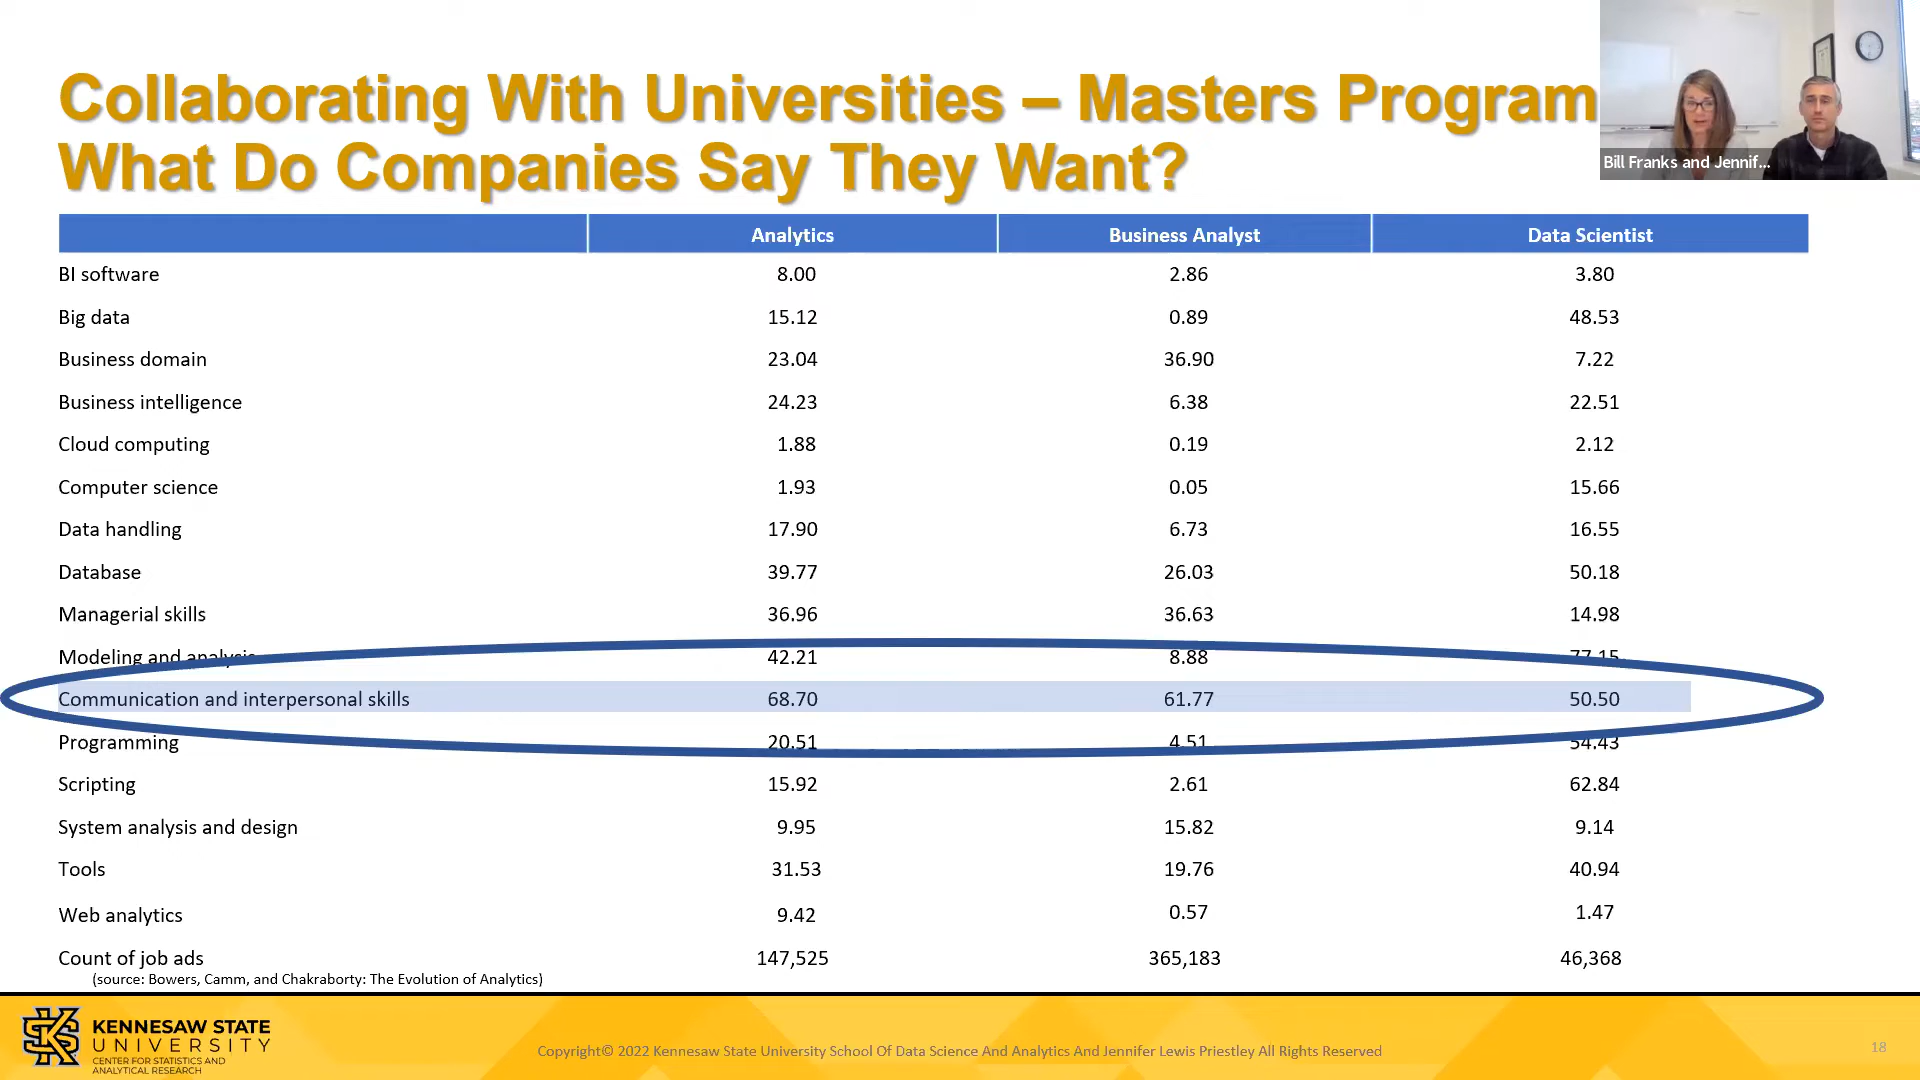 Collaborating With Universities – Masters Program
What Do Companies Say They Want?
Bill Franks and Jennif...
Analytics Business Analyst Data Scientist
BI software 8.00 2.86 3.80
Big data 15.12 0.89 48.53
Business domain 23.04 36.90 7.22
Business intelligence 24.23 6.38 22.51
Cloud computing 1.88 0.19 2.12
Computer science 1.93 0.05 15.66
Data handling 17.90 6.73 16.55
Database 39.77 26.03 50.18
Managerial skills 36.96 36.63 14.98
Modeling and analysis 42.21 8.88 77.15
Communication and interpersonal skills 68.70 61.77 50.50
Programming 20.51 4.51 54.43
Scripting 15.92 2.61 62.84
System analysis and design 9.95 15.82 9.14
Tools 31.53 19.76 40.94
Web analytics 9.42 0.57 1.47
Count of job ads 147,525 365,183 46,368
(source: Bowers, Camm, and Chakraborty: The Evolution of Analytics)
KENNESAW STATE
UNIVERSITY
CENTER FOR STATISTICS AND
ANALYTICAL RESEARCH
Copyright© 2022 Kennesaw State University School Of Data Science And Analytics And Jennifer Lewis Priestley All Rights Reserved
18